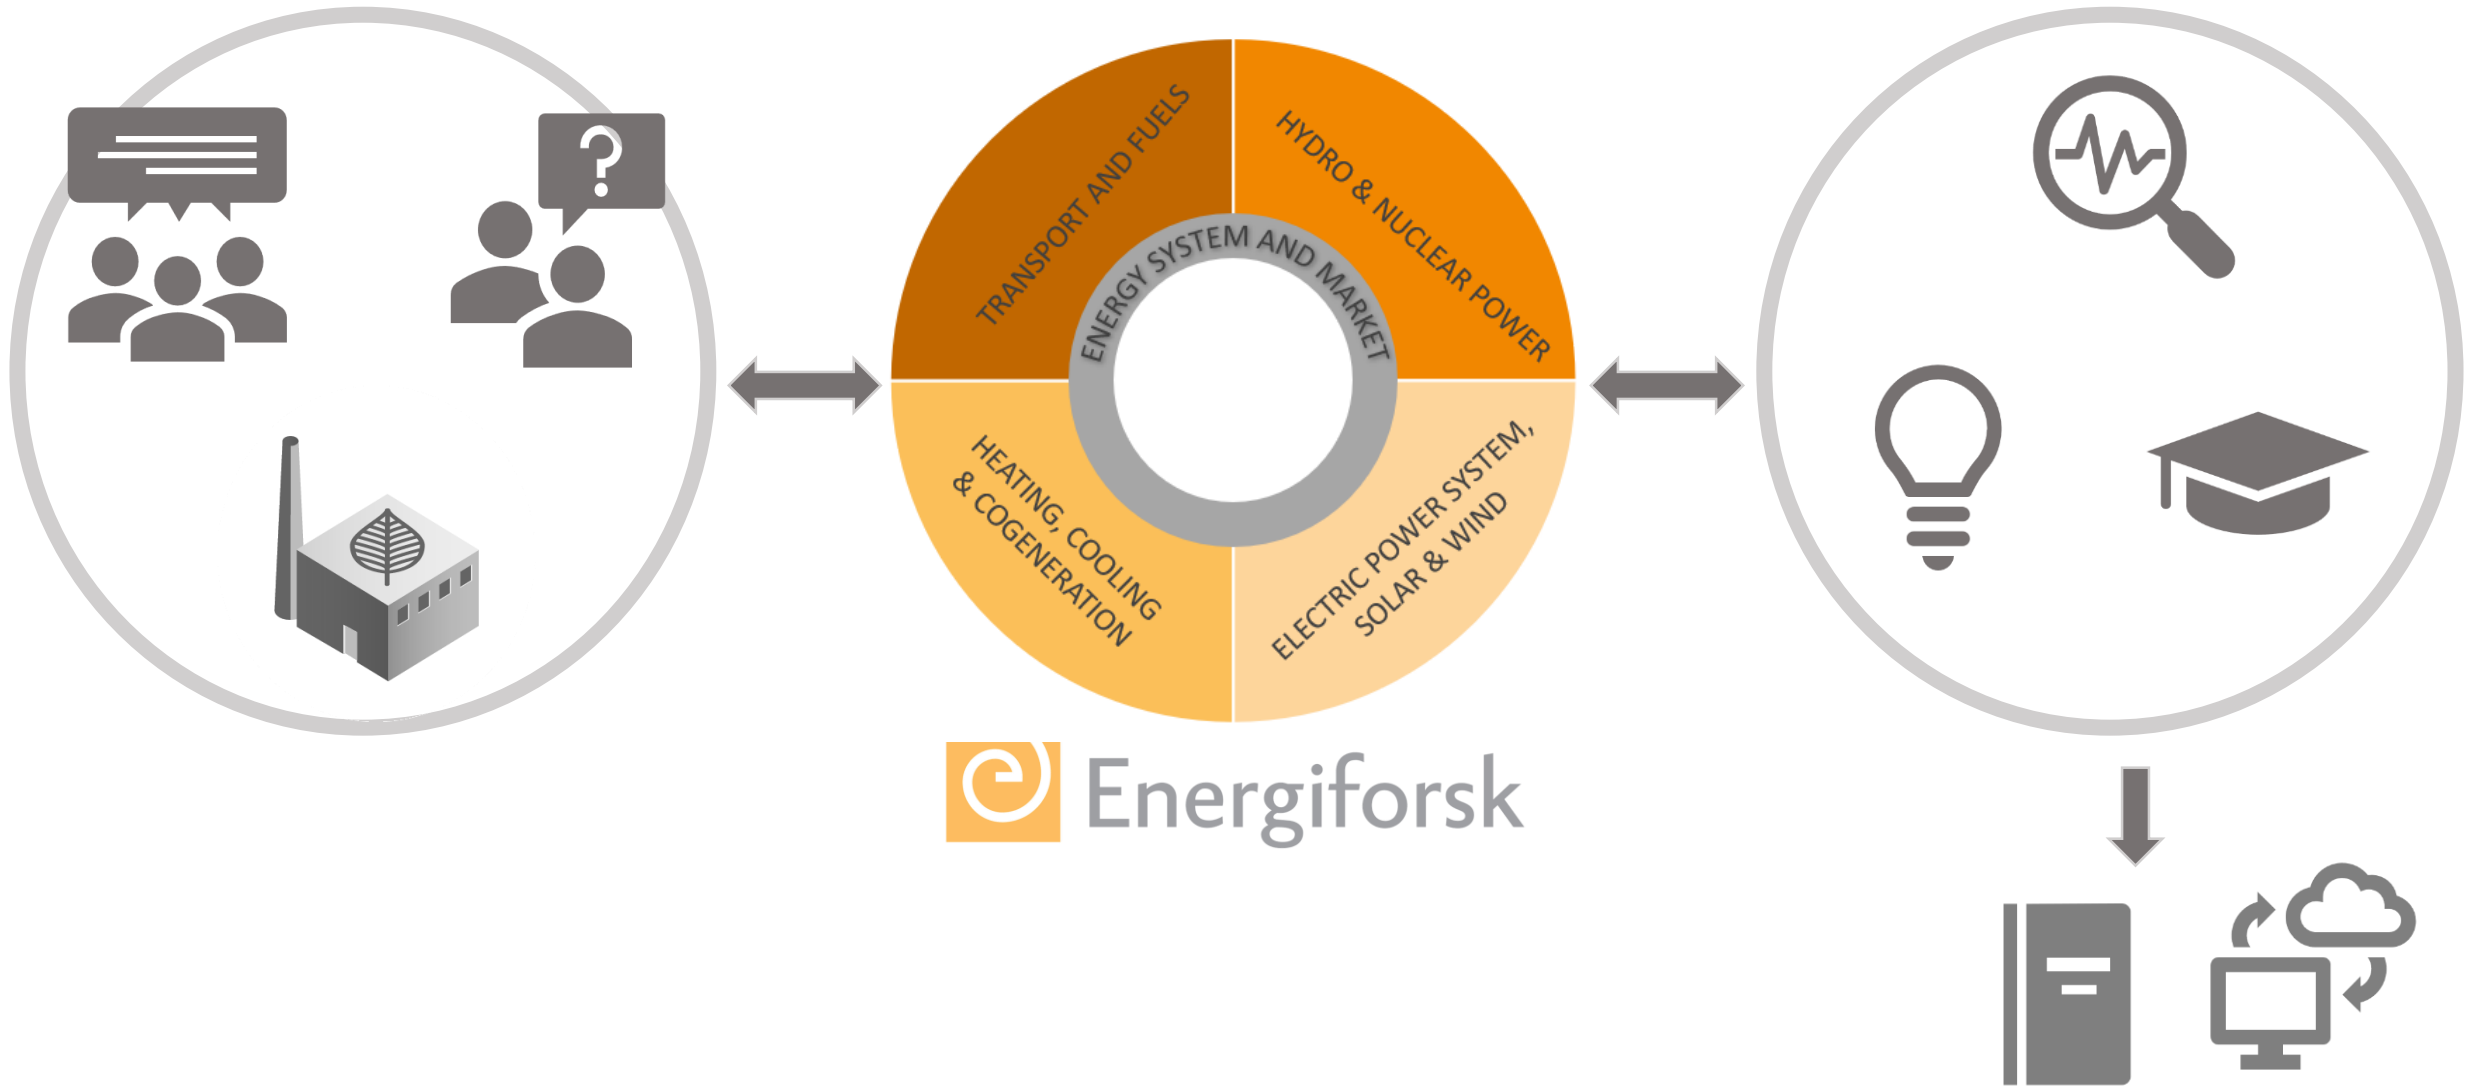 TRANSPORT AND FUELS
HYDRO & NUCLEAR POWER
ENERGY SYSTEM AND MARKET
HEATING, COOLING
& COGENERATION
ELECTRIC POWER SYSTEM,
SOLAR & WIND
Energiforsk
?